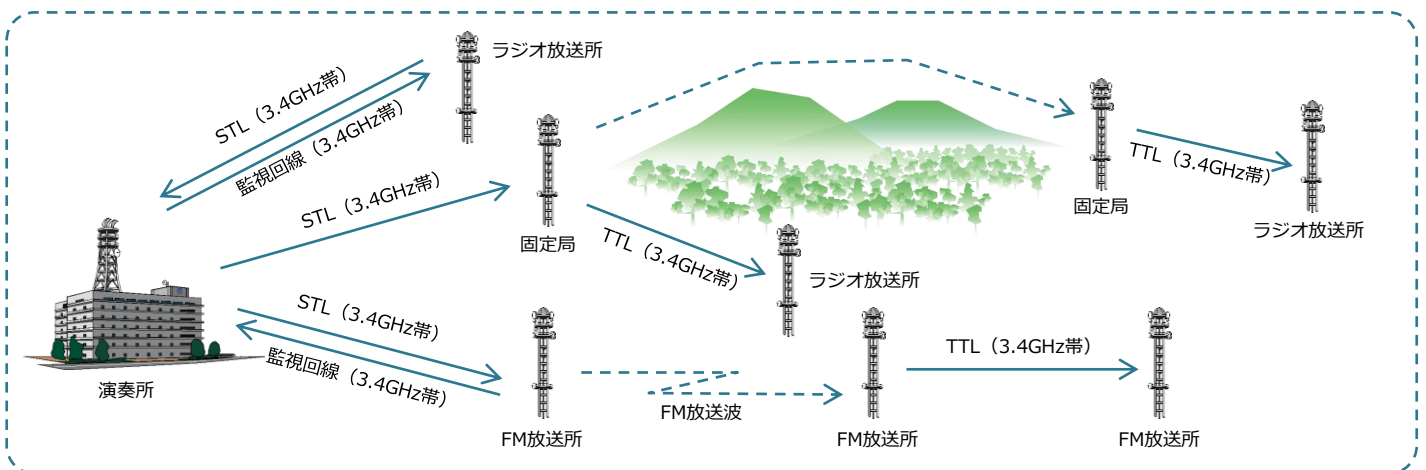 ラジオ放送所
STL（3.4GHz帯）
監視回線（3.4GHz帯）
STL（3.4GHz帯）
固定局
TTL（3.4GHz帯）
ラジオ放送所
固定局
TTL（3.4GHz帯）
ラジオ放送所
演奏所
STL（3.4GHz帯）
監視回線（3.4GHz帯）
FM放送所
FM放送波
FM放送所
TTL（3.4GHz帯）
FM放送所